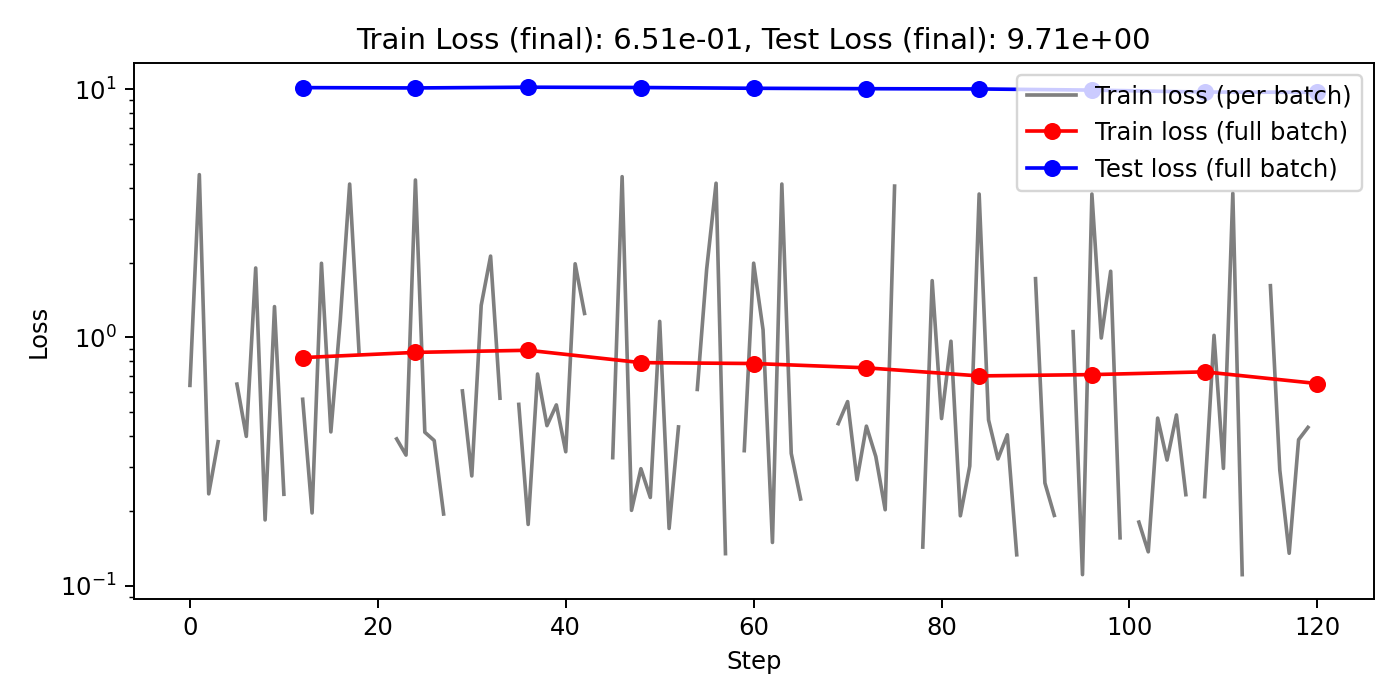 Train Loss (final): 6.51e-01, Test Loss (final): 9.71e+00
10¹
10⁰
10⁻¹
Loss
Train loss (per batch)
Train loss (full batch)
Test loss (full batch)
0 20 40 60 80 100 120
Step